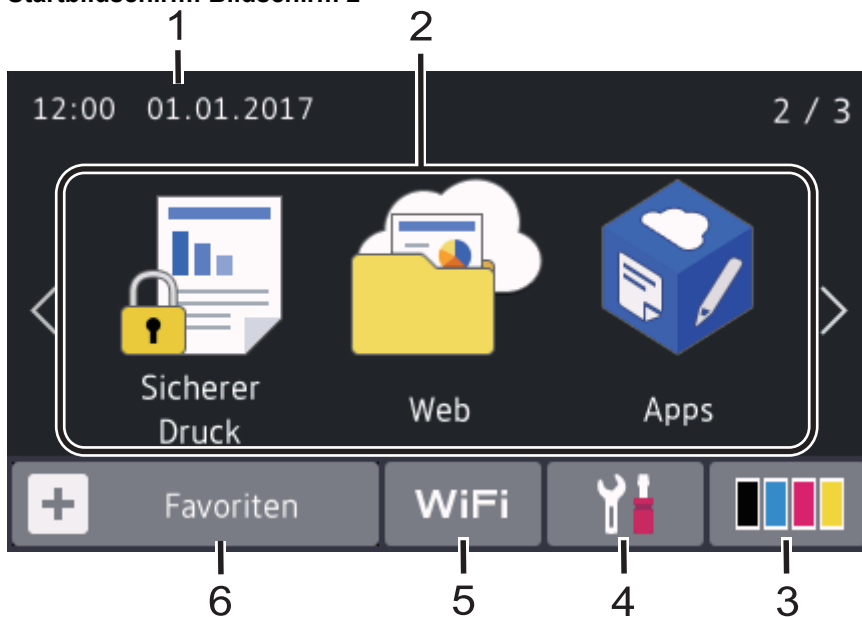 1 2
12:00 01.01.2017 2 / 3
Sicherer
Druck
Web
Apps
Favoriten WiFi
6 5 4 3